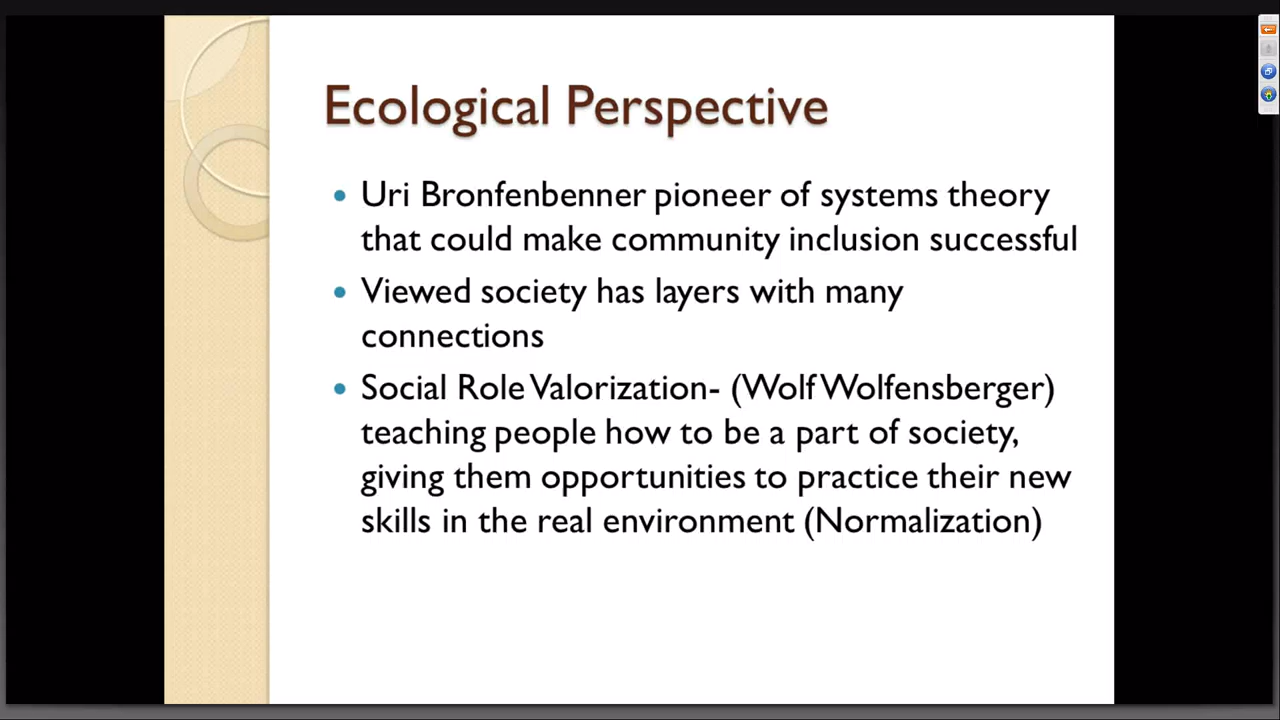 Ecological Perspective
• Uri Bronfenbenner pioneer of systems theory
that could make community inclusion successful
• Viewed society has layers with many
connections
• Social Role Valorization- (Wolf Wolfensberger)
teaching people how to be a part of society,
giving them opportunities to practice their new
skills in the real environment (Normalization)